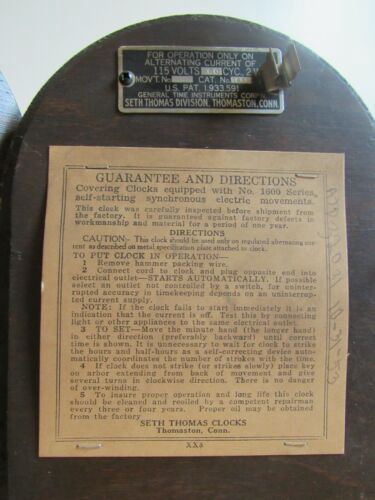 FOR OPERATION ONLY ON
ALTERNATING CURRENT OF
115 VOLTS CYC. 2
MOV'T. No. CAT. No.
U.S. PAT. 1.933.591
GENERAL TIME INSTRUMENTS CORP'N.
SETH THOMAS DIVISION, THOMASTON, CONN.
GUARANTEE AND DIRECTIONS
Covering Clocks equipped with No. 1600 Series,
self-starting synchronous electric movements.
This clock was carefully inspected before shipment from
the factory. It is guaranteed against factory defects in
workmanship and material for a period of one year.
DIRECTIONS
CAUTION- This clock should be used only on regulated alternating cur-
rent as described on metal specification plate attached to clock.
TO PUT CLOCK IN OPERATION—
1 Remove hammer packing wire.
2 Connect cord to clock and plug opposite end into
electrical outlet—STARTS AUTOMATICALLY. If possible
select an outlet not controlled by a switch, for uninter-
rupted accuracy in timekeeping depends on an uninterrup-
ted current supply.
NOTE: If the clock fails to start immediately it is an
indication that the current is off. Test this by connecting
light or other appliances to the same electrical outlet.
3 TO SET—Move the minute hand (the longer hand)
in either direction (preferably backward) until correct
time is shown. It is unnecessary to wait for clock to strike
the hours and half-hours as a self-correcting device auto-
matically coordinates the number of strokes with the time.
4 If clock does not strike (or strikes slowly) place key
on arbor extending from back of movement and give
several turns in clockwise direction. There is no danger
of over-winding.
5 To insure proper operation and long life this clock
should be cleaned and reoiled by a competent repairman
every three or four years. Proper oil may be obtained
from the factory
SETH THOMAS CLOCKS
Thomaston, Conn.
XX3